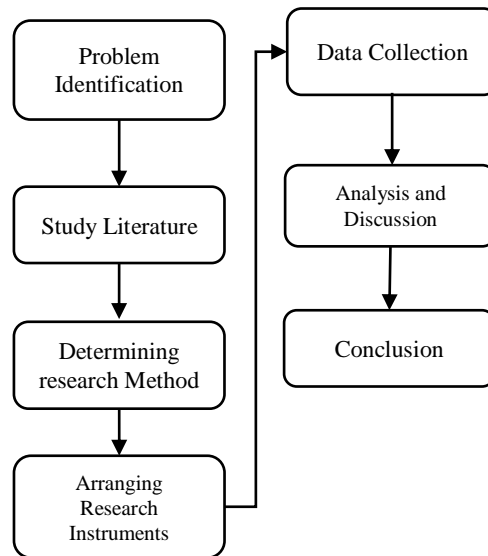 Problem
Identification
Study Literature
Determining
research Method
Arranging
Research
Instruments
Data Collection
Analysis and
Discussion
Conclusion